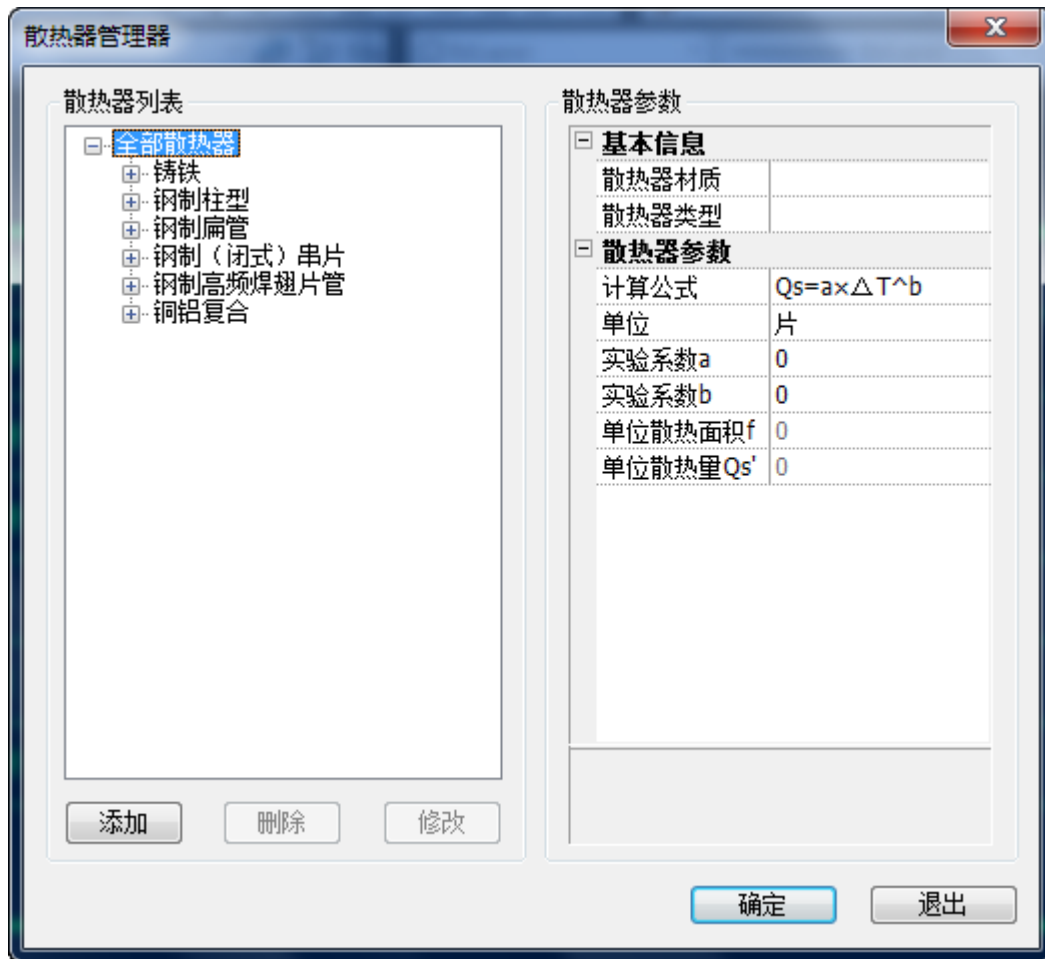 散热器管理器
散热器列表
全部散热器
铸铁
钢制柱型
钢制扁管
钢制（闭式）串片
钢制高频焊翅片管
铜铝复合
添加
删除
修改
散热器参数
基本信息
散热器材质
散热器类型
散热器参数
计算公式 Qs=a×△T^b
单位 片
实验系数a 0
实验系数b 0
单位散热面积f 0
单位散热量Qs' 0
确定
退出